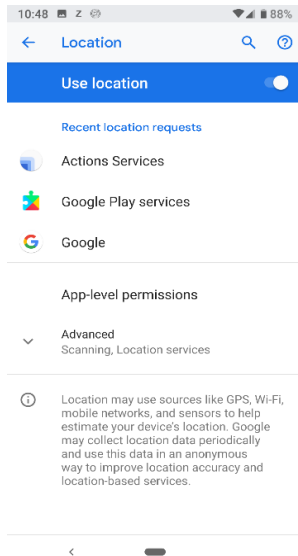 10:48 88%
Location
Use location
Recent location requests
Actions Services
Google Play services
Google
App-level permissions
Advanced
Scanning, Location services
Location may use sources like GPS, Wi-Fi,
mobile networks, and sensors to help
estimate your device's location. Google
may collect location data periodically
and use this data in an anonymous
way to improve location accuracy and
location-based services.